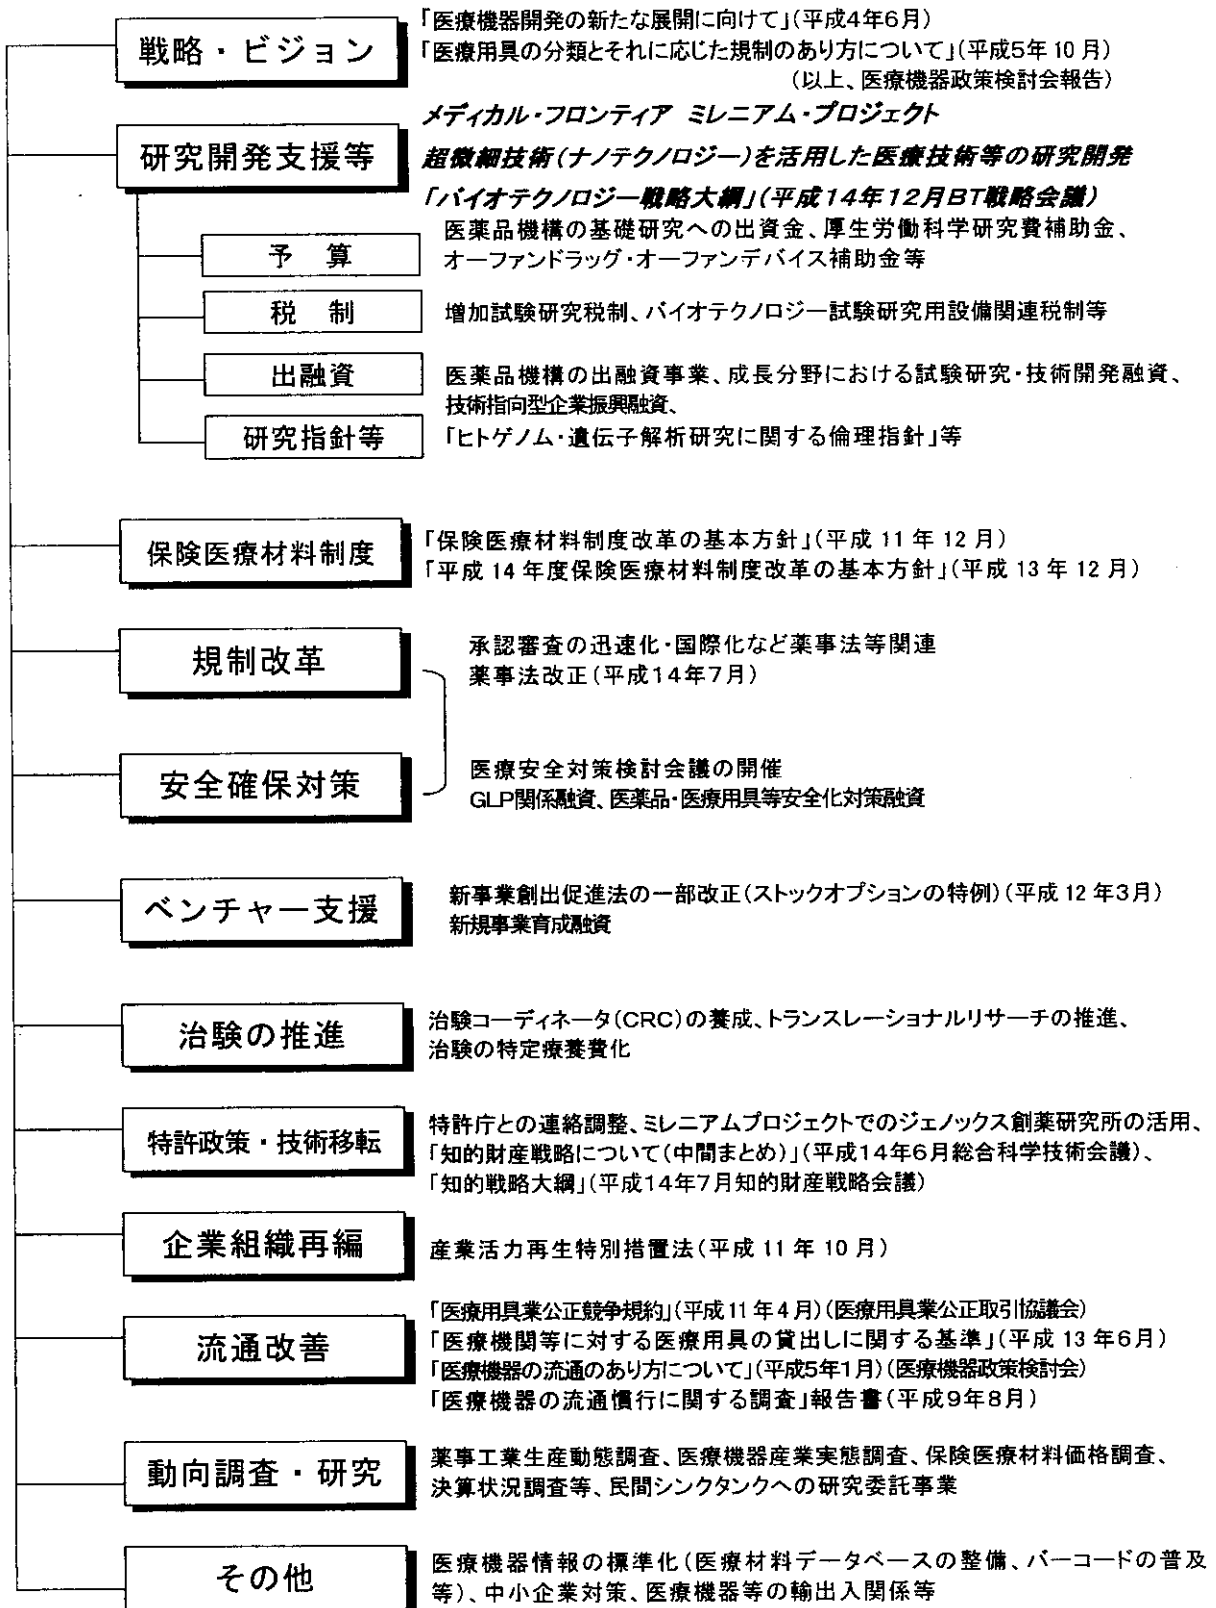 戦略・ビジョン
「医療機器開発の新たな展開に向けて」(平成4年6月)
「医療用具の分類とそれに応じた規制のあり方について」(平成5年10月)
(以上、医療機器政策検討会報告)
研究開発支援等
メディカル・フロンティア ミレニアム・プロジェクト
超微細技術(ナノテクノロジー)を活用した医療技術等の研究開発
「バイオテクノロジー戦略大綱」(平成14年12月BT戦略会議)
予 算
医薬品機構の基礎研究への出資金、厚生労働科学研究費補助金、
オーファンドラッグ・オーファンデバイス補助金等
税 制
増加試験研究税制、バイオテクノロジー試験研究用設備関連税制等
出融資
医薬品機構の出融資事業、成長分野における試験研究・技術開発融資、
技術指向型企業振興融資、
研究指針等
「ヒトゲノム・遺伝子解析研究に関する倫理指針」等
保険医療材料制度
「保険医療材料制度改革の基本方針」(平成11年12月)
「平成14年度保険医療材料制度改革の基本方針」(平成13年12月)
規制改革
承認審査の迅速化・国際化など薬事法等関連
薬事法改正(平成14年7月)
安全確保対策
医療安全対策検討会議の開催
GLP関係融資、医薬品・医療用具等安全化対策融資
ベンチャー支援
新事業創出促進法の一部改正(ストックオプションの特例)(平成12年3月)
新規事業育成融資
治験の推進
治験コーディネータ(CRC)の養成、トランスレーショナルリサーチの推進、
治験の特定療養費化
特許政策・技術移転
特許庁との連絡調整、ミレニアムプロジェクトでのジェノックス創薬研究所の活用、
「知的財産戦略について(中間まとめ)」(平成14年6月総合科学技術会議)、
「知的戦略大綱」(平成14年7月知的財産戦略会議)
企業組織再編
産業活力再生特別措置法(平成11年10月)
流通改善
「医療用具業公正競争規約」(平成11年4月)(医療用具業公正取引協議会)
「医療機関等に対する医療用具の貸出しに関する基準」(平成13年6月)
「医療機器の流通のあり方について」(平成5年1月)(医療機器政策検討会)
「医療機器の流通慣行に関する調査」報告書(平成9年8月)
動向調査・研究
薬事工業生産動態調査、医療機器産業実態調査、保険医療材料価格調査、
決算状況調査等、民間シンクタンクへの研究委託事業
その他
医療機器情報の標準化(医療材料データベースの整備、バーコードの普及
等)、中小企業対策、医療機器等の輸出入関係等